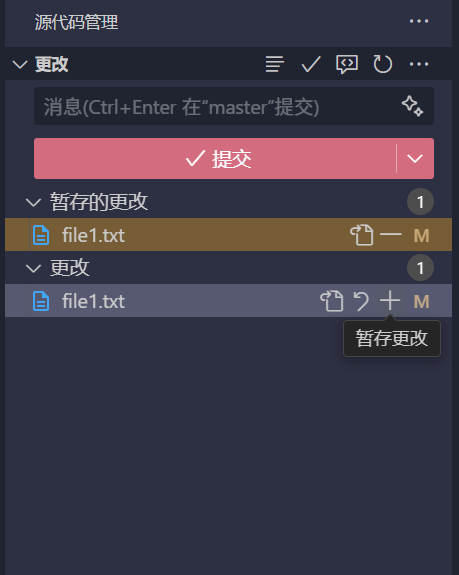 源代码管理
更改
消息(Ctrl+Enter 在“master”提交)
提交
暂存的更改 1
file1.txt M
更改 1
file1.txt M
暂存更改